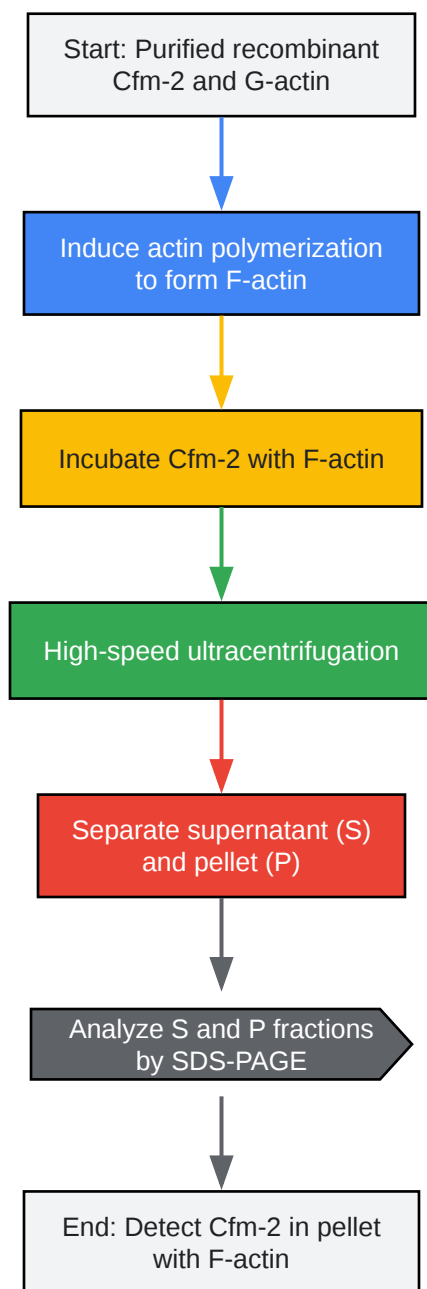 Start: Purified recombinant
Cfm-2 and G-actin
Induce actin polymerization
to form F-actin
Incubate Cfm-2 with F-actin
High-speed ultracentrifugation
Separate supernatant (S)
and pellet (P)
Analyze S and P fractions
by SDS-PAGE
End: Detect Cfm-2 in pellet
with F-actin